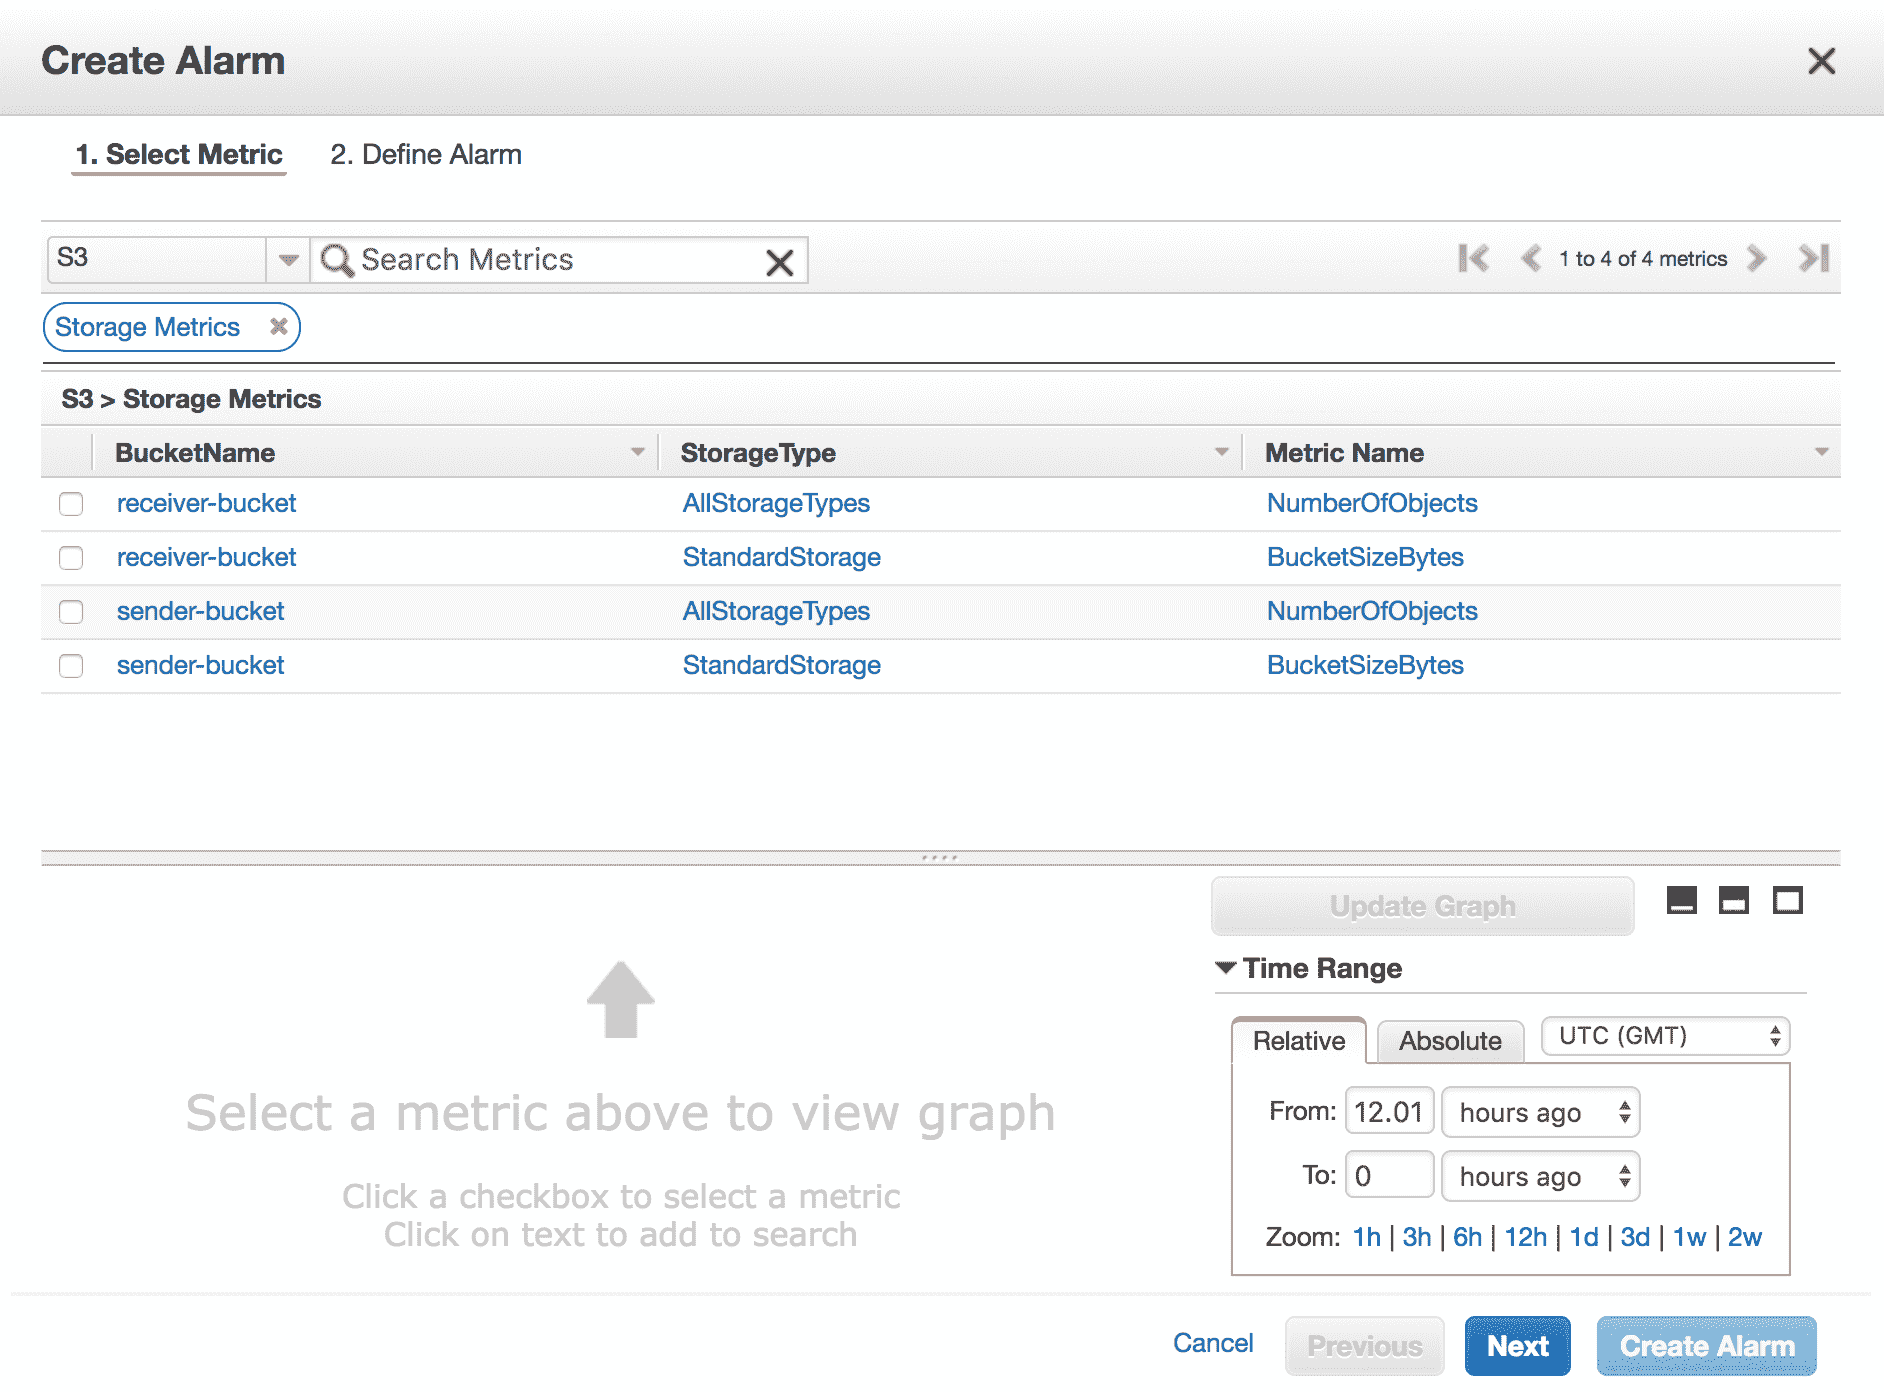 Create Alarm
1. Select Metric 2. Define Alarm
S3 Search Metrics 1 to 4 of 4 metrics
Storage Metrics
S3 > Storage Metrics
BucketName StorageType Metric Name
receiver-bucket AllStorageTypes NumberOfObjects
receiver-bucket StandardStorage BucketSizeBytes
sender-bucket AllStorageTypes NumberOfObjects
sender-bucket StandardStorage BucketSizeBytes
Update Graph
Time Range
Relative Absolute UTC (GMT)
From: 12.01 hours ago
To: 0 hours ago
Zoom: 1h | 3h | 6h | 12h | 1d | 3d | 1w | 2w
Select a metric above to view graph
Click a checkbox to select a metric
Click on text to add to search
Cancel Previous Next Create Alarm